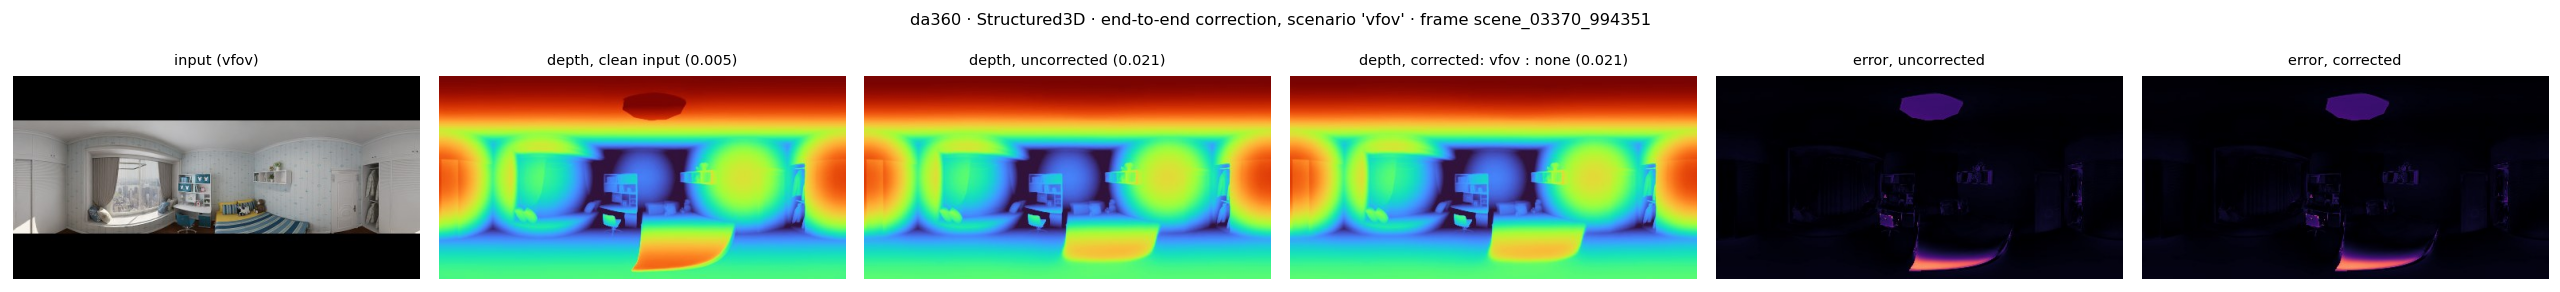 da360 · Structured3D · end-to-end correction, scenario 'vfov' · frame scene_03370_994351
input (vfov)
depth, clean input (0.005)
depth, uncorrected (0.021)
depth, corrected: vfov : none (0.021)
error, uncorrected
error, corrected